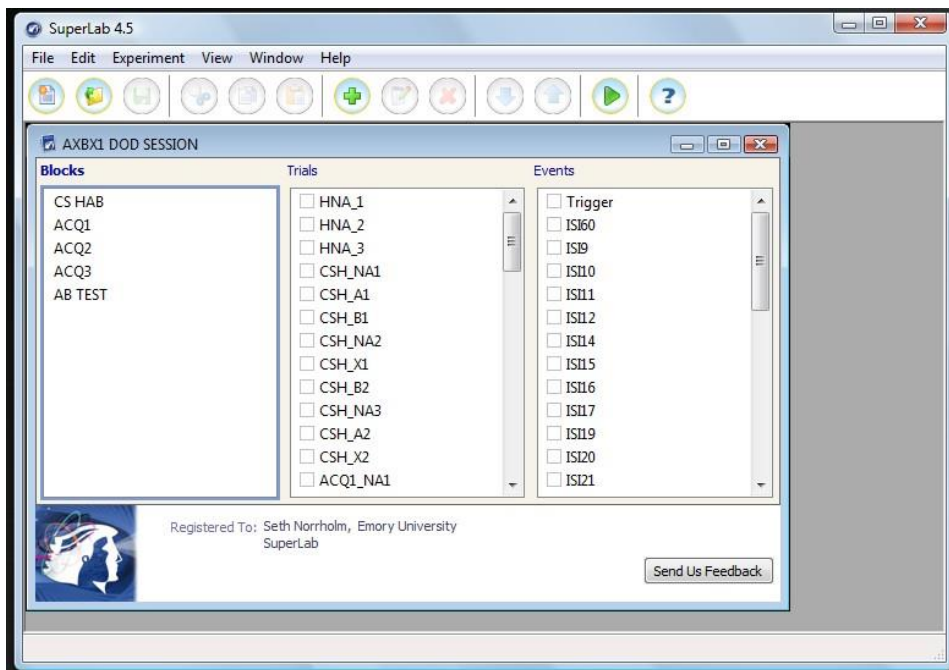 SuperLab 4.5
File Edit Experiment View Window Help
AXBX1 DOD SESSION
Blocks Trials Events
CS HAB
ACQ1
ACQ2
ACQ3
AB TEST
HNA_1
HNA_2
HNA_3
CSH_NA1
CSH_A1
CSH_B1
CSH_NA2
CSH_X1
CSH_B2
CSH_NA3
CSH_A2
CSH_X2
ACQ1_NA1
Trigger
ISI60
ISI9
ISI10
ISI11
ISI12
ISI14
ISI15
ISI16
ISI17
ISI19
ISI20
ISI21
Registered To: Seth Norrholm, Emory University
SuperLab
Send Us Feedback